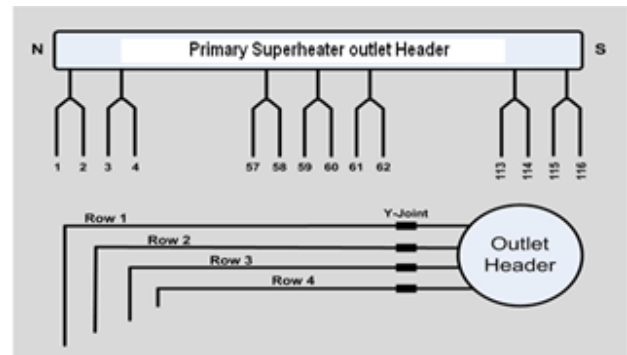 N Primary Superheater outlet Header S
1 2 3 4 57 58 59 60 61 62 113 114 115 116
Row 1 Y-Joint
Row 2
Row 3
Row 4
Outlet
Header